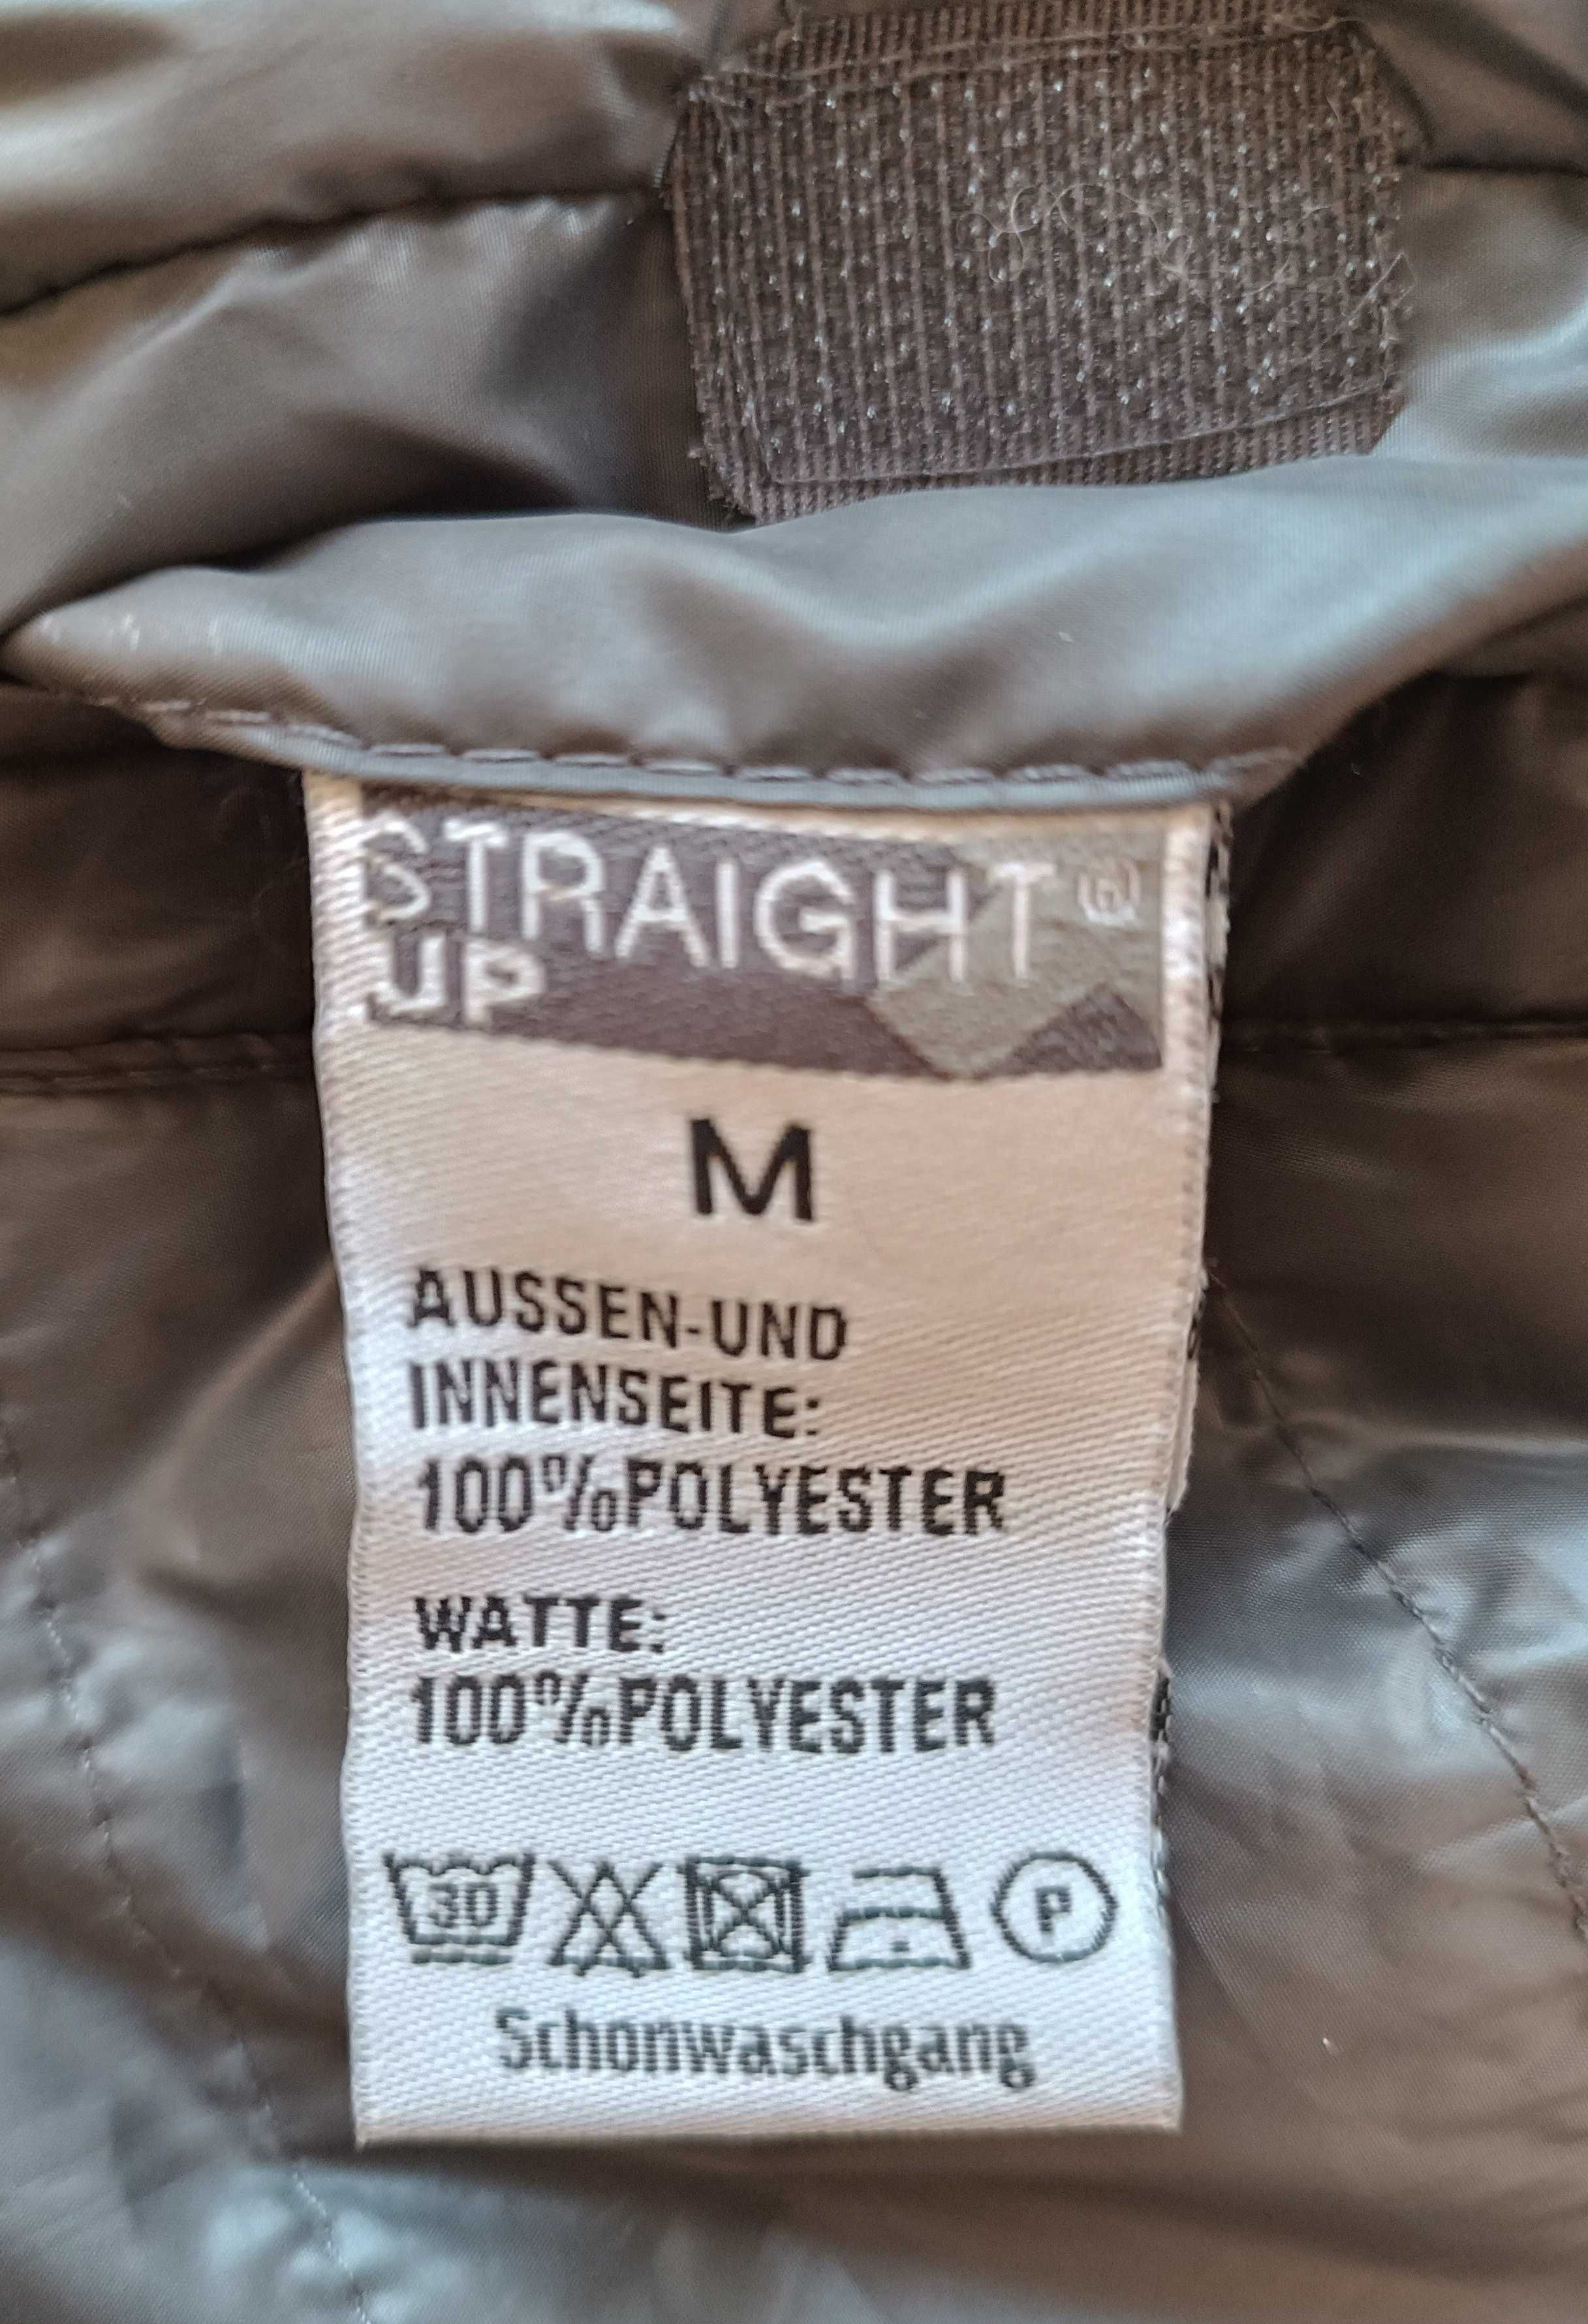 STRAIGHT®
UP
M
AUSSEN-UND
INNENSEITE:
100%POLYESTER
WATTE:
100%POLYESTER
30 P
Schonwaschgang